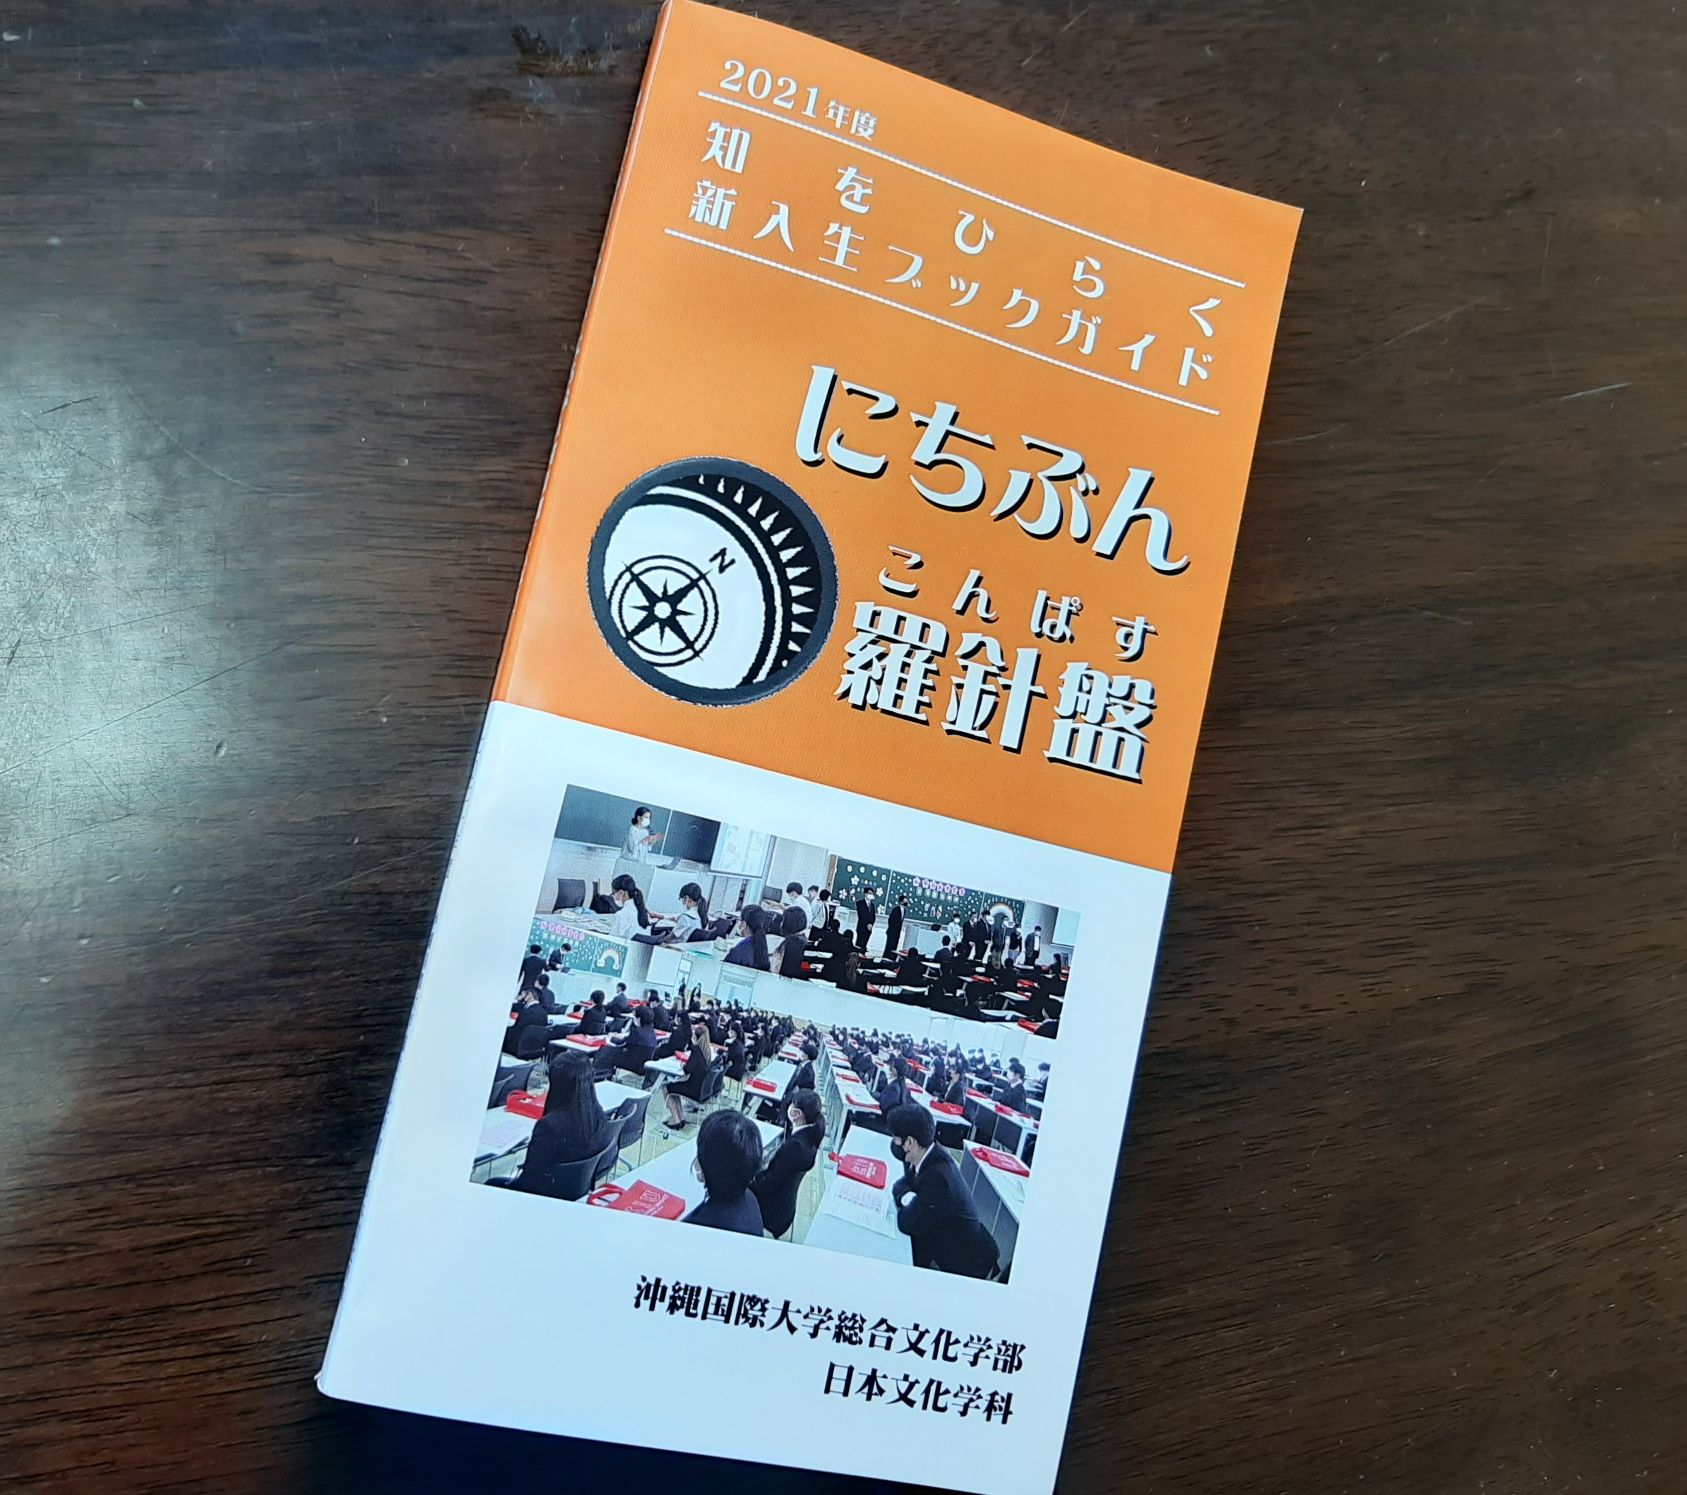 2021年度
知をひらく
新入生ブックガイド
にちぶん
こんぱす
羅針盤
N
沖縄国際大学総合文化学部
日本文化学科